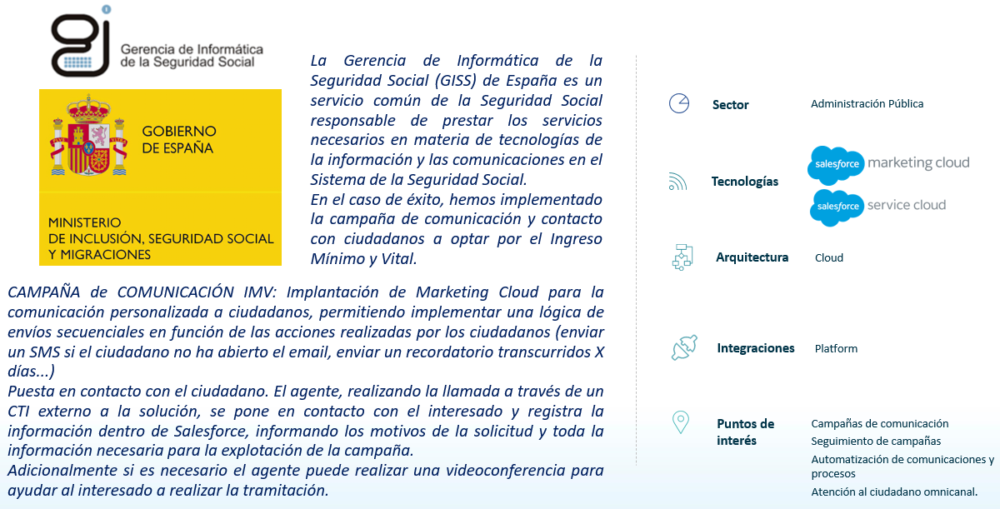 gi
Gerencia de Informática
de la Seguridad Social
GOBIERNO
DE ESPAÑA
MINISTERIO
DE INCLUSIÓN, SEGURIDAD SOCIAL
Y MIGRACIONES
La Gerencia de Informática de la
Seguridad Social (GISS) de España es un
servicio común de la Seguridad Social
responsable de prestar los servicios
necesarios en materia de tecnologías de
la información y las comunicaciones en el
Sistema de la Seguridad Social.
En el caso de éxito, hemos implementado
la campaña de comunicación y contacto
con ciudadanos a optar por el Ingreso
Mínimo y Vital.
CAMPAÑA de COMUNICACIÓN IMV: Implantación de Marketing Cloud para la
comunicación personalizada a ciudadanos, permitiendo implementar una lógica de
envíos secuenciales en función de las acciones realizadas por los ciudadanos (enviar
un SMS si el ciudadano no ha abierto el email, enviar un recordatorio transcurridos X
días...)
Puesta en contacto con el ciudadano. El agente, realizando la llamada a través de un
CTI externo a la solución, se pone en contacto con el interesado y registra la
información dentro de Salesforce, informando los motivos de la solicitud y toda la
información necesaria para la explotación de la campaña.
Adicionalmente si es necesario el agente puede realizar una videoconferencia para
ayudar al interesado a realizar la tramitación.
Sector
Administración Pública
Tecnologías
salesforce marketing cloud
salesforce service cloud
Arquitectura
Cloud
Integraciones
Platform
Puntos de
interés
Campañas de comunicación
Seguimiento de campañas
Automatización de comunicaciones y
procesos
Atención al ciudadano omnicanal.